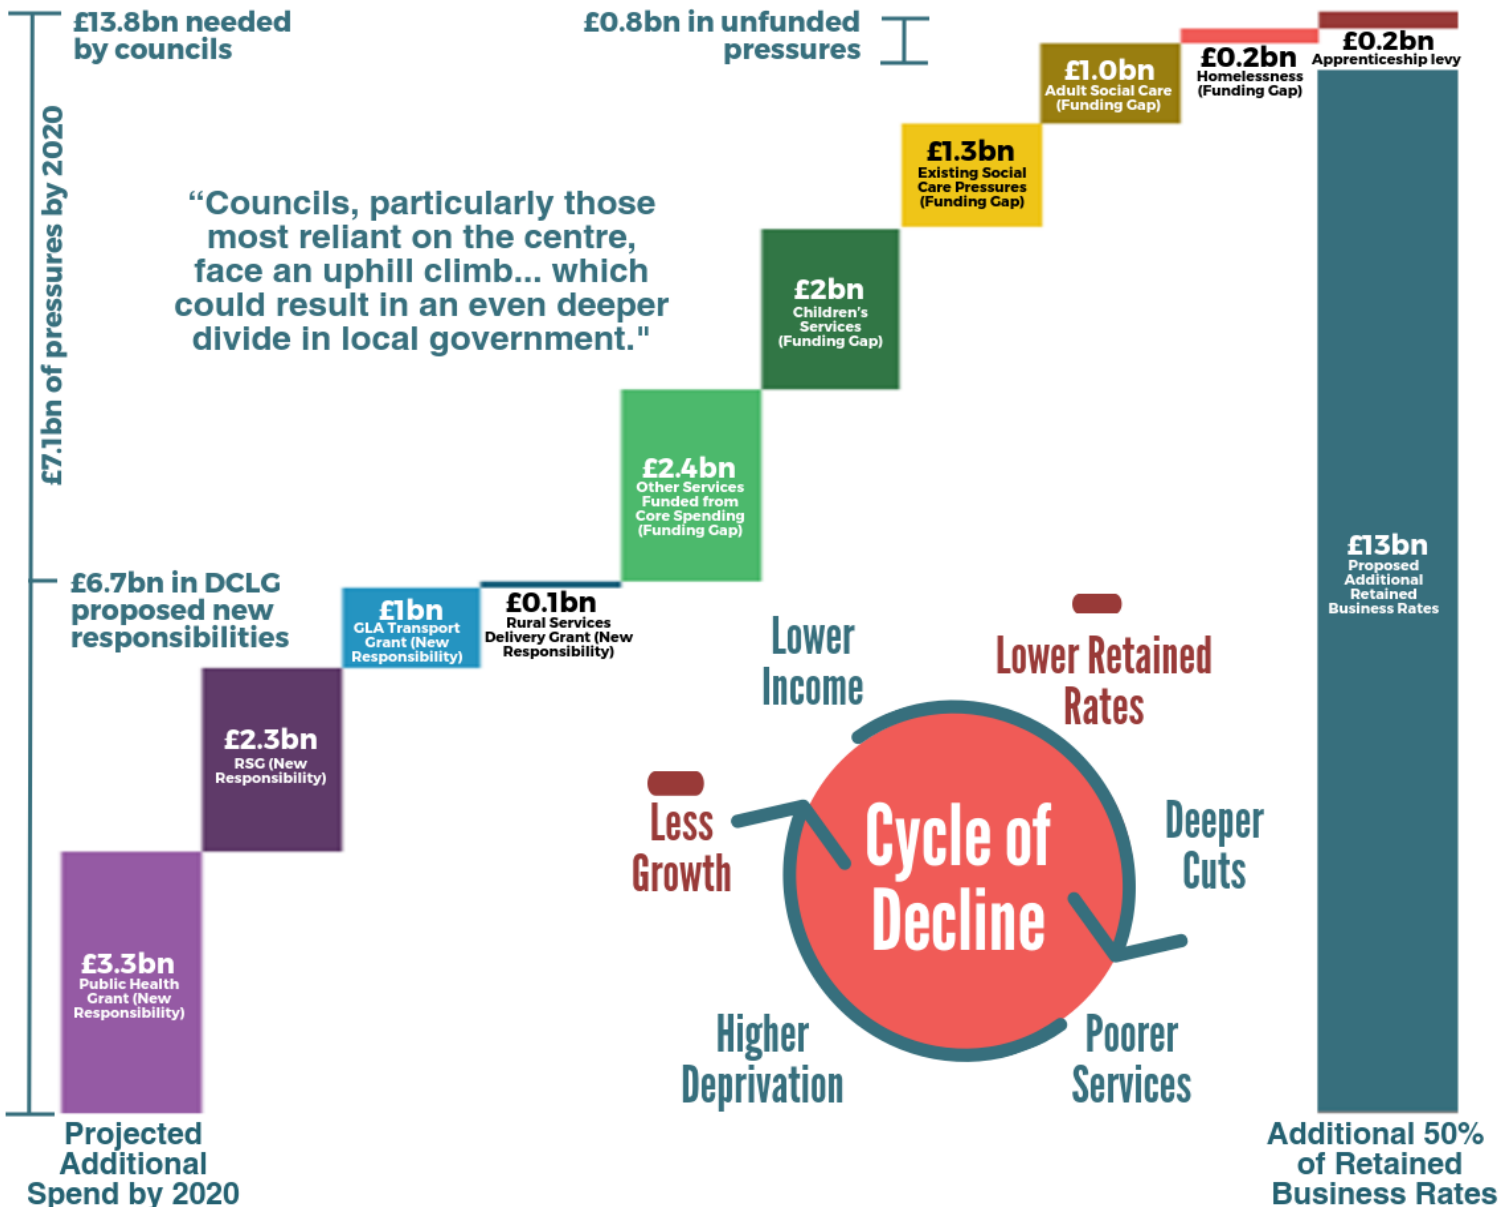 £13.8bn needed
by councils
£0.8bn in unfunded
pressures
£7.1bn of pressures by 2020
“Councils, particularly those
most reliant on the centre,
face an uphill climb... which
could result in an even deeper
divide in local government."
£0.2bn
Apprenticeship levy
£0.2bn
Homelessness
(Funding Gap)
£1.0bn
Adult Social Care
(Funding Gap)
£1.3bn
Existing Social
Care Pressures
(Funding Gap)
£2bn
Children's
Services
(Funding Gap)
£2.4bn
Other Services
Funded from
Core Spending
(Funding Gap)
£13bn
Proposed
Additional
Retained
Business Rates
£6.7bn in DCLG
proposed new
responsibilities
£1bn
GLA Transport
Grant (New
Responsibility)
£0.1bn
Rural Services
Delivery Grant (New
Responsibility)
£2.3bn
RSG (New
Responsibility)
£3.3bn
Public Health
Grant (New
Responsibility)
Lower
Income
Lower Retained
Rates
Less
Growth
Cycle of
Decline
Deeper
Cuts
Higher
Deprivation
Poorer
Services
Projected
Additional
Spend by 2020
Additional 50%
of Retained
Business Rates